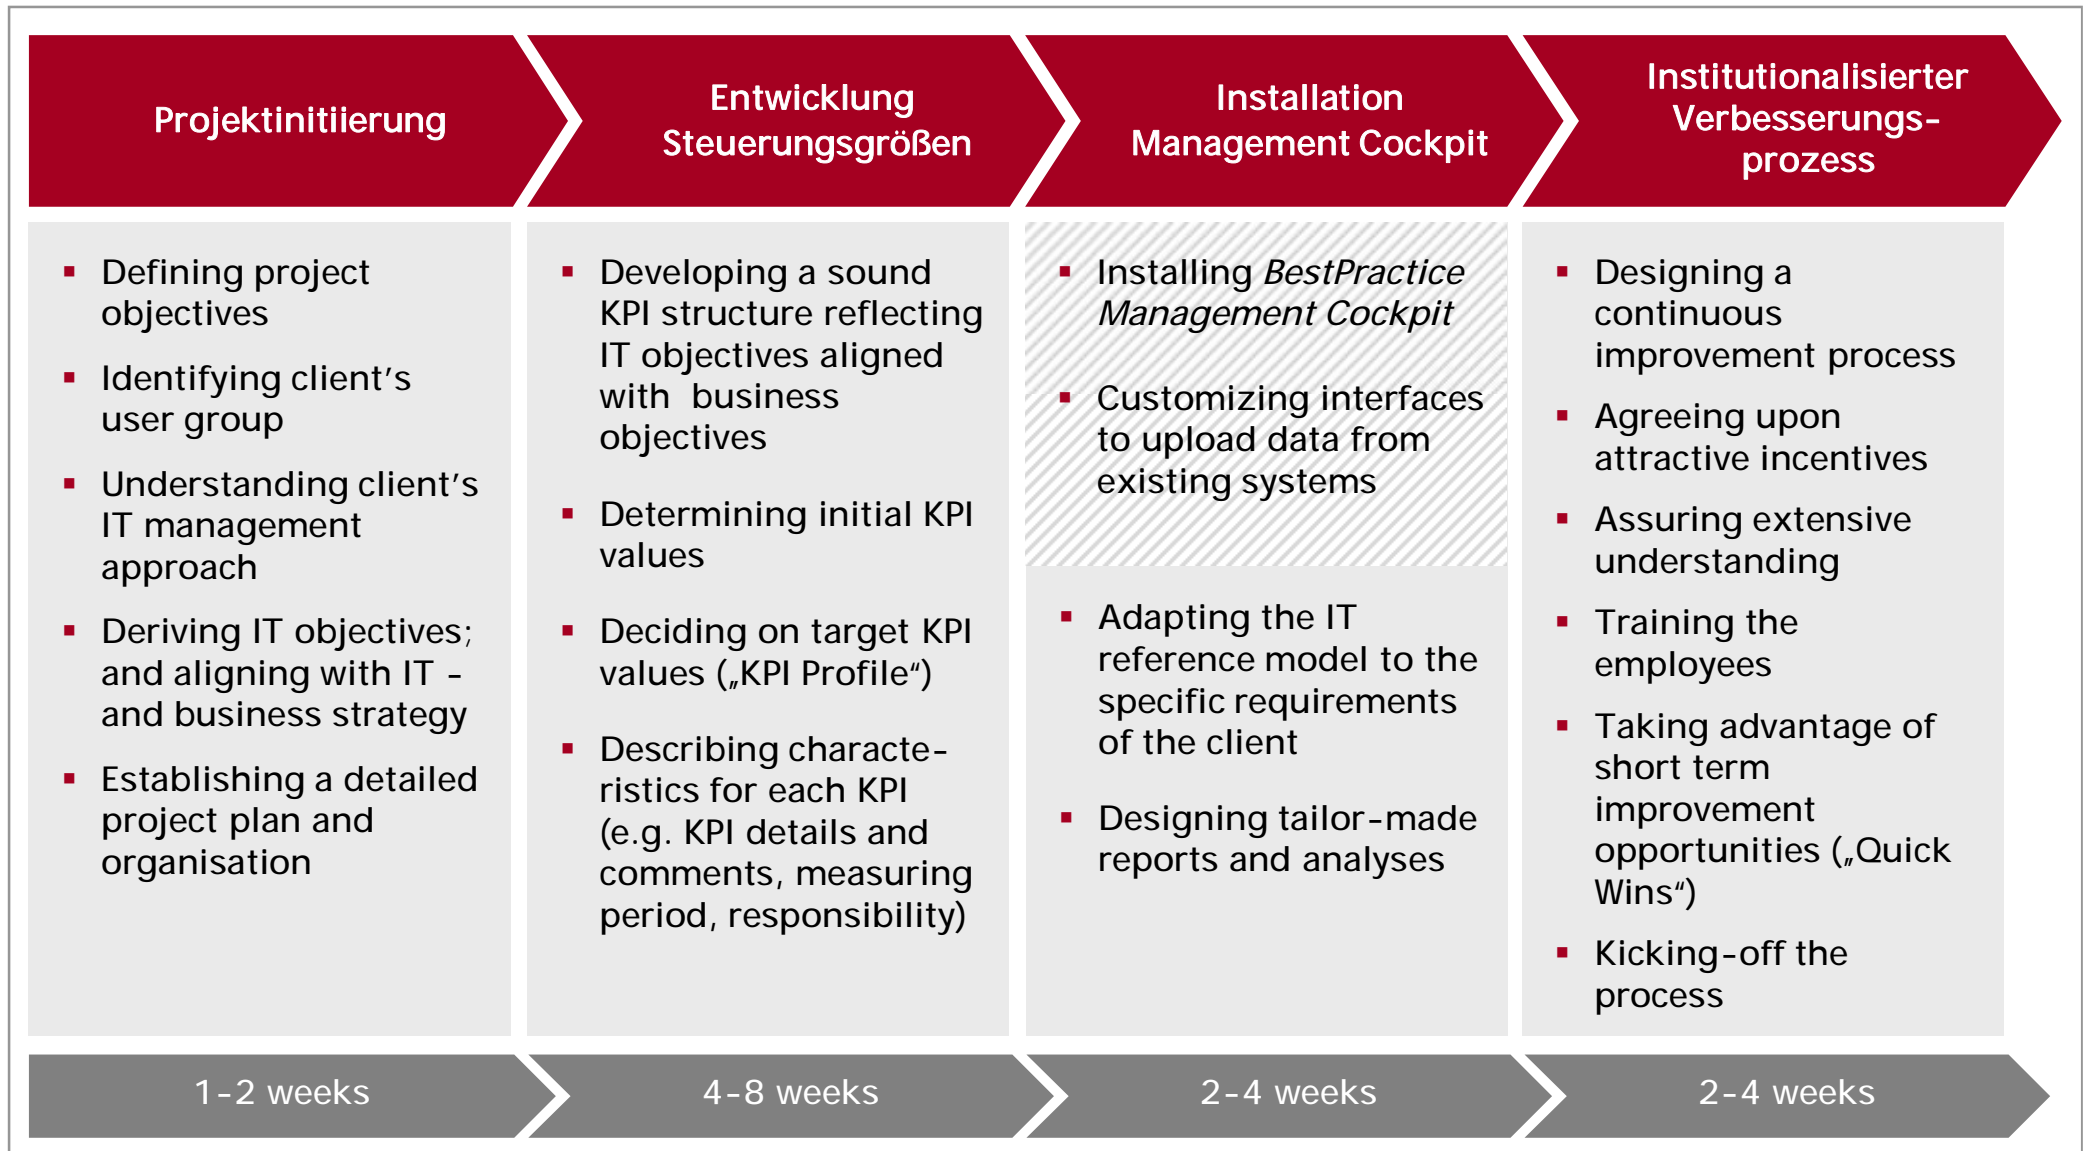 Projektinitiierung
Entwicklung
Steuerungsgrößen
Installation
Management Cockpit
Institutionalisierter
Verbesserungs-
prozess
▪ Defining project
objectives
▪ Identifying client's
user group
▪ Understanding client's
IT management
approach
▪ Deriving IT objectives;
and aligning with IT -
and business strategy
▪ Establishing a detailed
project plan and
organisation
▪ Developing a sound
KPI structure reflecting
IT objectives aligned
with  business
objectives
▪ Determining initial KPI
values
▪ Deciding on target KPI
values („KPI Profile“)
▪ Describing characte-
ristics for each KPI
(e.g. KPI details and
comments, measuring
period, responsibility)
▪ Installing BestPractice
Management Cockpit
▪ Customizing interfaces
to upload data from
existing systems
▪ Adapting the IT
reference model to the
specific requirements
of the client
▪ Designing tailor-made
reports and analyses
▪ Designing a
continuous
improvement process
▪ Agreeing upon
attractive incentives
▪ Assuring extensive
understanding
▪ Training the
employees
▪ Taking advantage of
short term
improvement
opportunities („Quick
Wins“)
▪ Kicking-off the
process
1-2 weeks
4-8 weeks
2-4 weeks
2-4 weeks